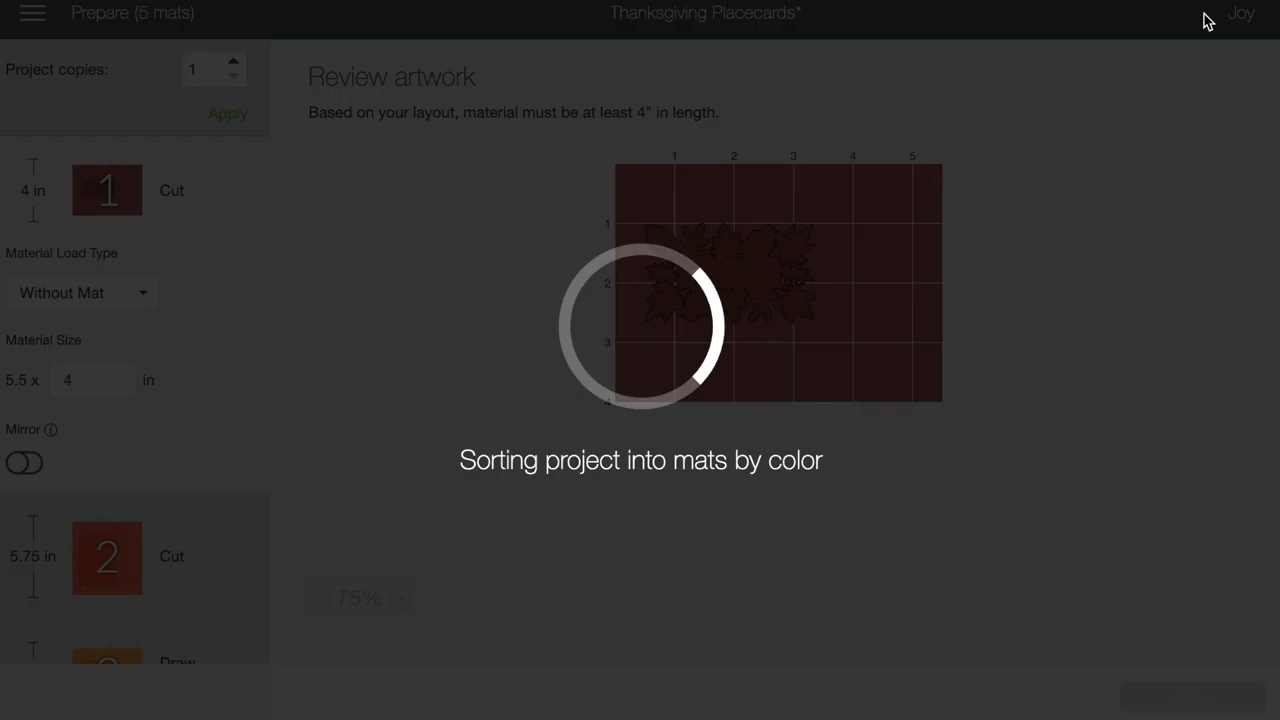 Prepare (5 mats)
Thanksgiving Placecards*
Joy
Project copies:
1
Apply
Review artwork
Based on your layout, material must be at least 4" in length.
4 in
1
Cut
Material Load Type
Without Mat
Material Size
5.5 x
4
in
Mirror
5.75 in
2
Cut
Draw
1 2 3 4 5
1
2
3
4
Sorting project into mats by color
75%